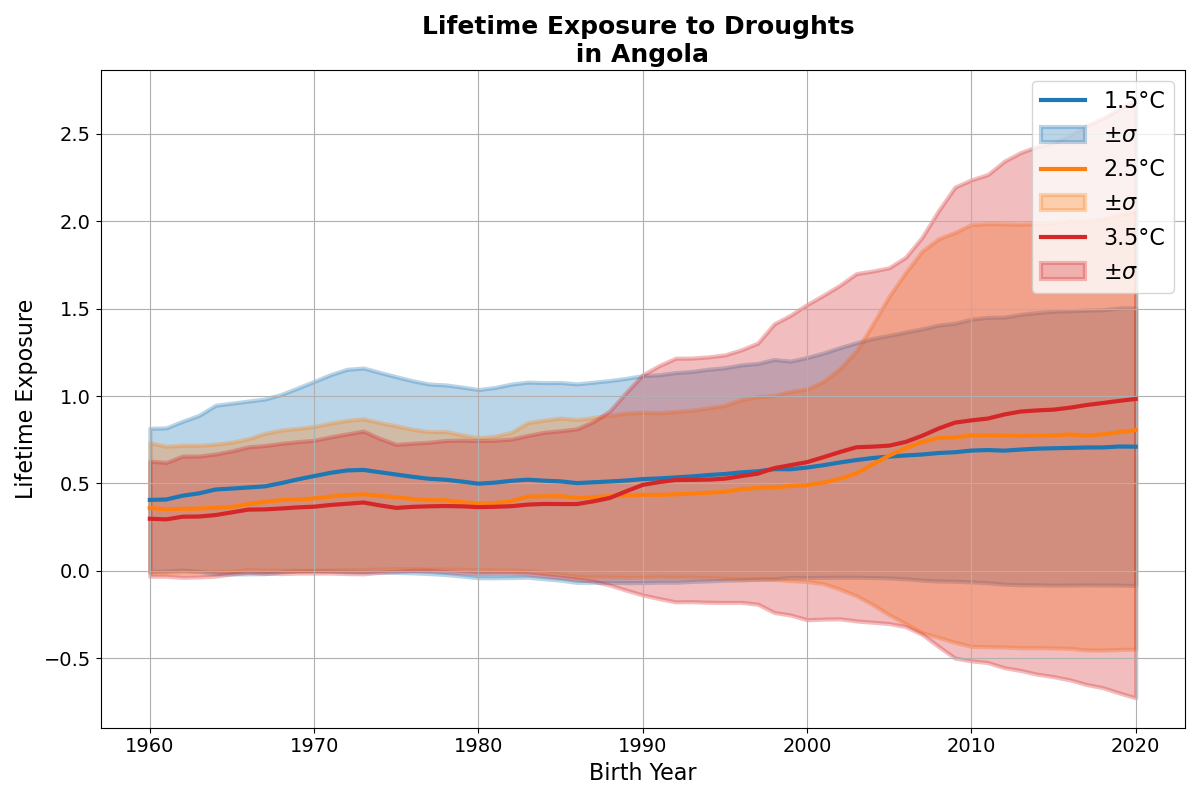 Lifetime Exposure to Droughts
in Angola
1.5°C
±σ
2.5°C
±σ
3.5°C
±σ
Lifetime Exposure
2.5
2.0
1.5
1.0
0.5
0.0
−0.5
1960 1970 1980 1990 2000 2010 2020
Birth Year